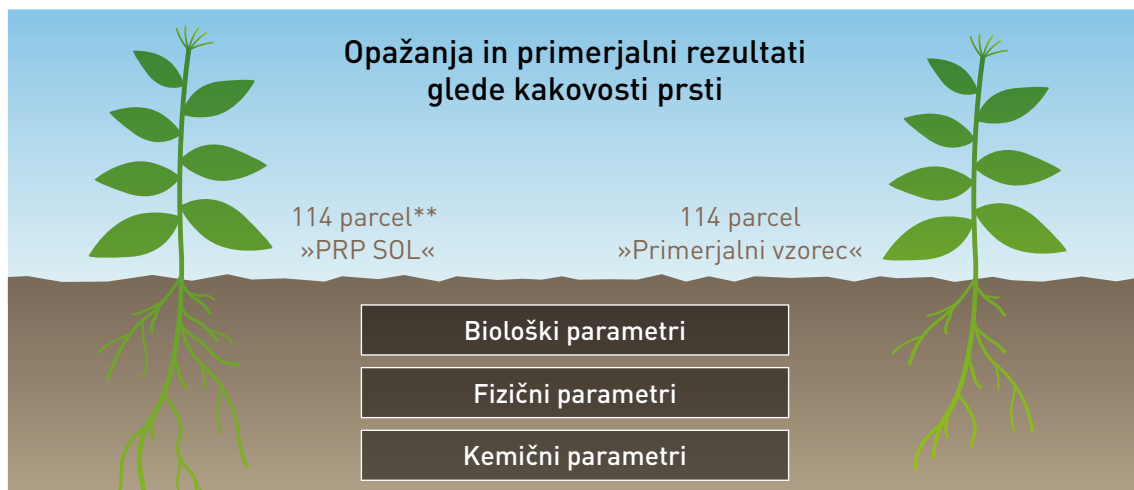 Opažanja in primerjalni rezultati
glede kakovosti prsti
114 parcel**
»PRP SOL«
114 parcel
»Primerjalni vzorec«
Biološki parametri
Fizični parametri
Kemični parametri